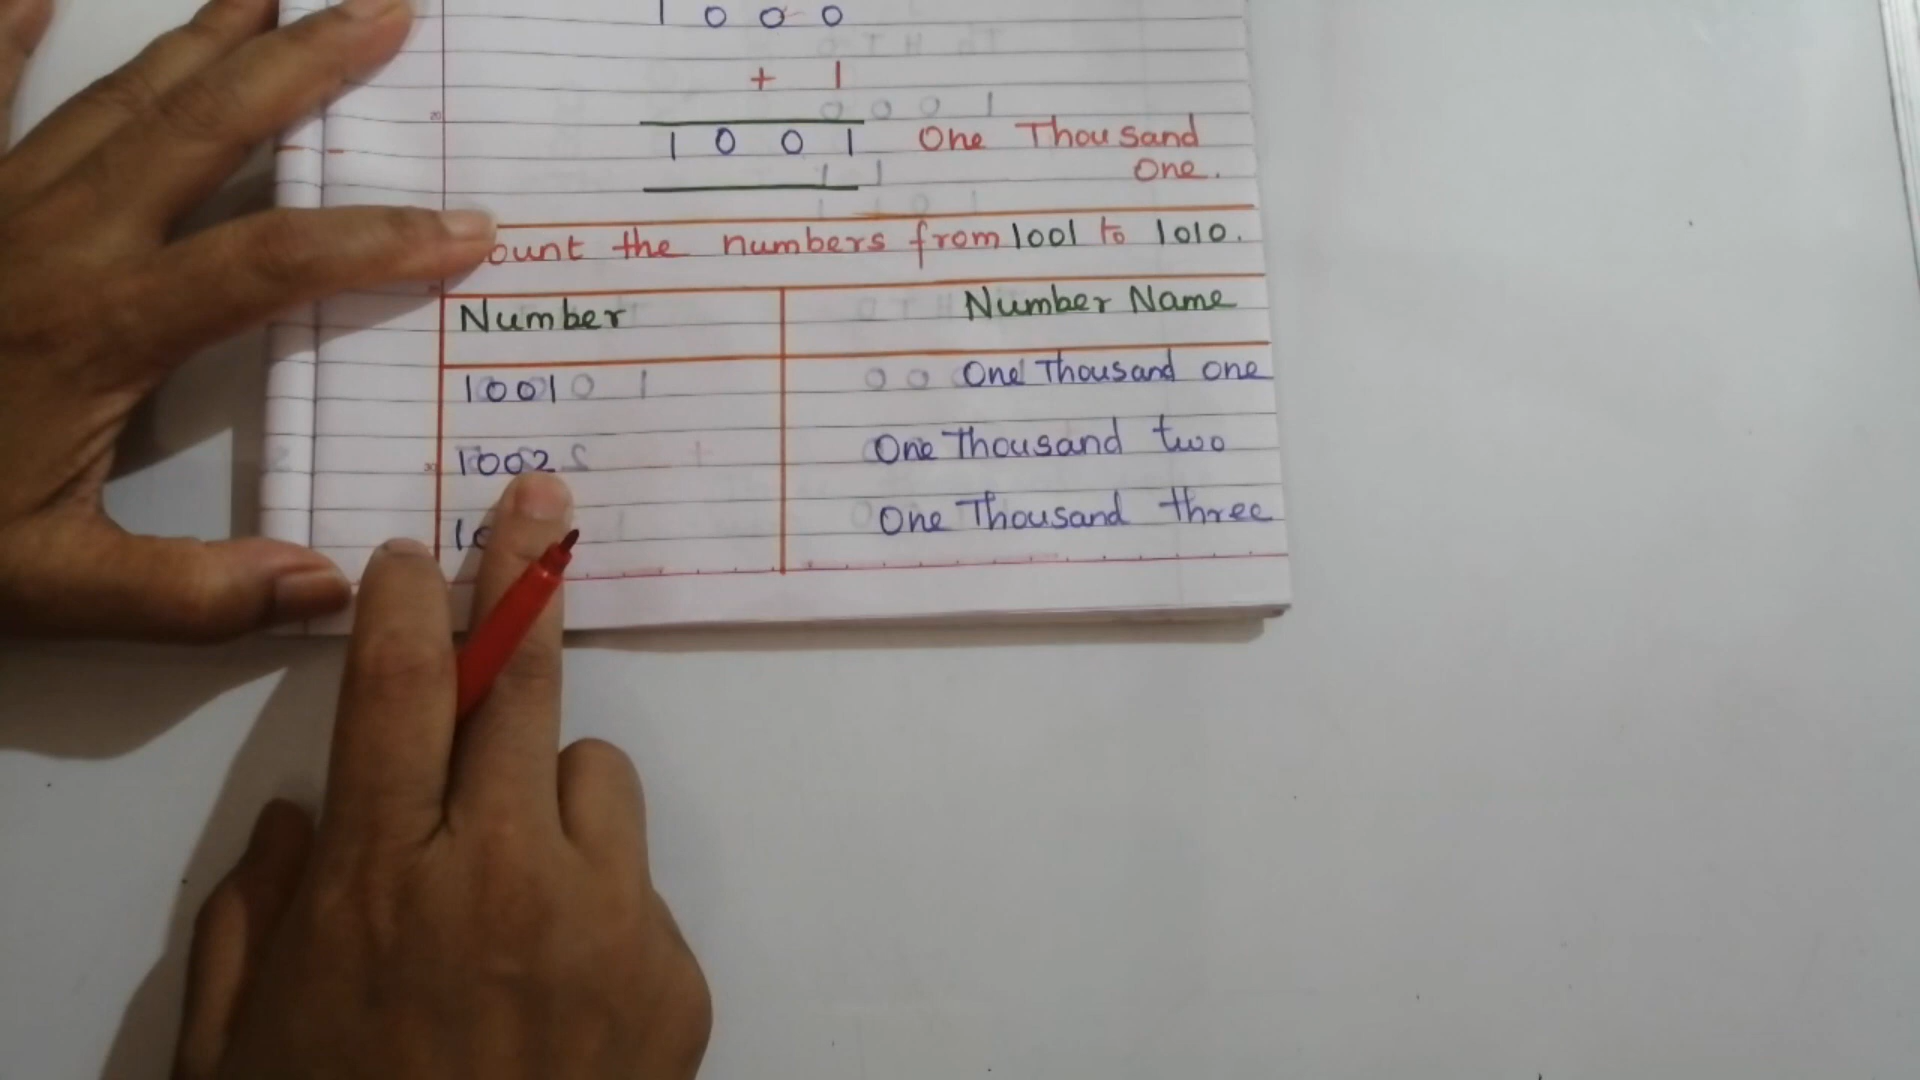 1 0 0 0
+ 1
1 0 0 1 One Thousand
One.
ount the numbers from 1001 to 1010.
Number Number Name
1001 One Thousand one
1002 One Thousand two
10 One Thousand three